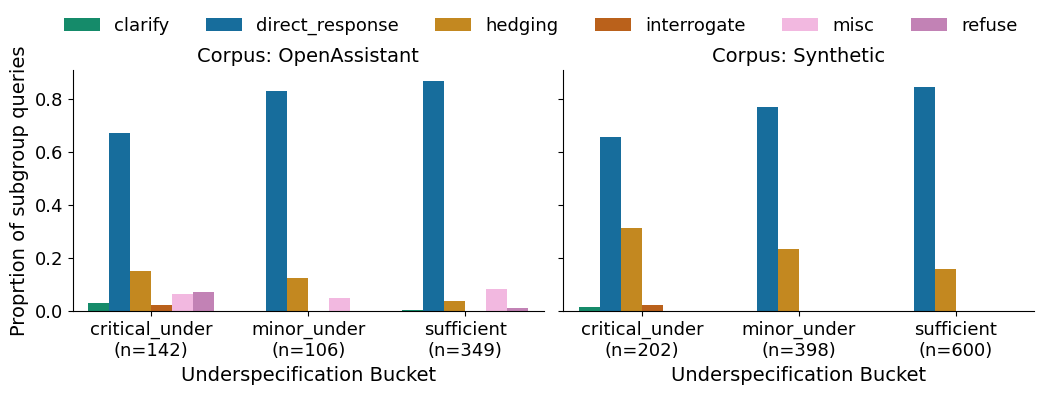 clarify direct_response hedging interrogate misc refuse
Corpus: OpenAssistant
Corpus: Synthetic
Proprtion of subgroup queries
0.8
0.6
0.4
0.2
0.0
critical_under minor_under sufficient
(n=142) (n=106) (n=349)
Underspecification Bucket
critical_under minor_under sufficient
(n=202) (n=398) (n=600)
Underspecification Bucket